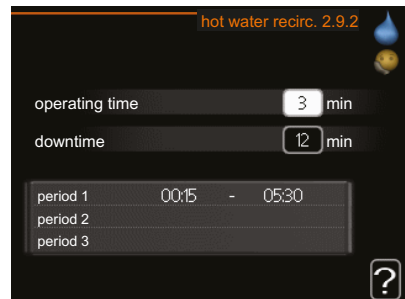 hot water recirc. 2.9.2
operating time 3 min
downtime 12 min
period 1 00:15 - 05:30
period 2
period 3
?